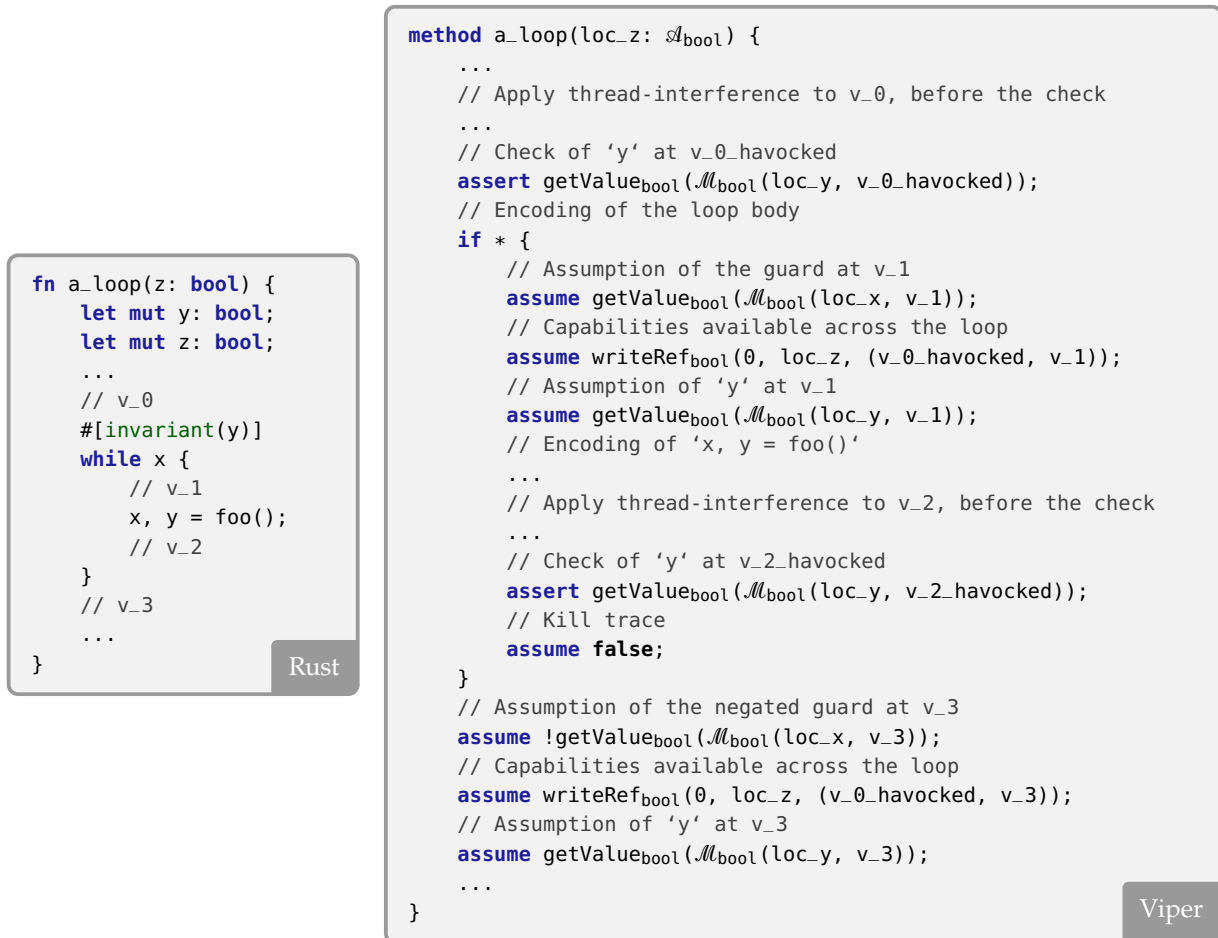 fn a_loop(z: bool) {
    let mut y: bool;
    let mut z: bool;
    ...
    // v_0
    #[invariant(y)]
    while x {
        // v_1
        x, y = foo();
        // v_2
    }
    // v_3
    ...
}
Rust
method a_loop(loc_z: 𝒜bool) {
    ...
    // Apply thread-interference to v_0, before the check
    ...
    // Check of ‘y‘ at v_0_havocked
    assert getValuebool(ℳbool(loc_y, v_0_havocked));
    // Encoding of the loop body
    if * {
        // Assumption of the guard at v_1
        assume getValuebool(ℳbool(loc_x, v_1));
        // Capabilities available across the loop
        assume writeRefbool(0, loc_z, (v_0_havocked, v_1));
        // Assumption of ‘y‘ at v_1
        assume getValuebool(ℳbool(loc_y, v_1));
        // Encoding of ‘x, y = foo()‘
        ...
        // Apply thread-interference to v_2, before the check
        ...
        // Check of ‘y‘ at v_2_havocked
        assert getValuebool(ℳbool(loc_y, v_2_havocked));
        // Kill trace
        assume false;
    }
    // Assumption of the negated guard at v_3
    assume !getValuebool(ℳbool(loc_x, v_3));
    // Capabilities available across the loop
    assume writeRefbool(0, loc_z, (v_0_havocked, v_3));
    // Assumption of ‘y‘ at v_3
    assume getValuebool(ℳbool(loc_y, v_3));
    ...
}
Viper